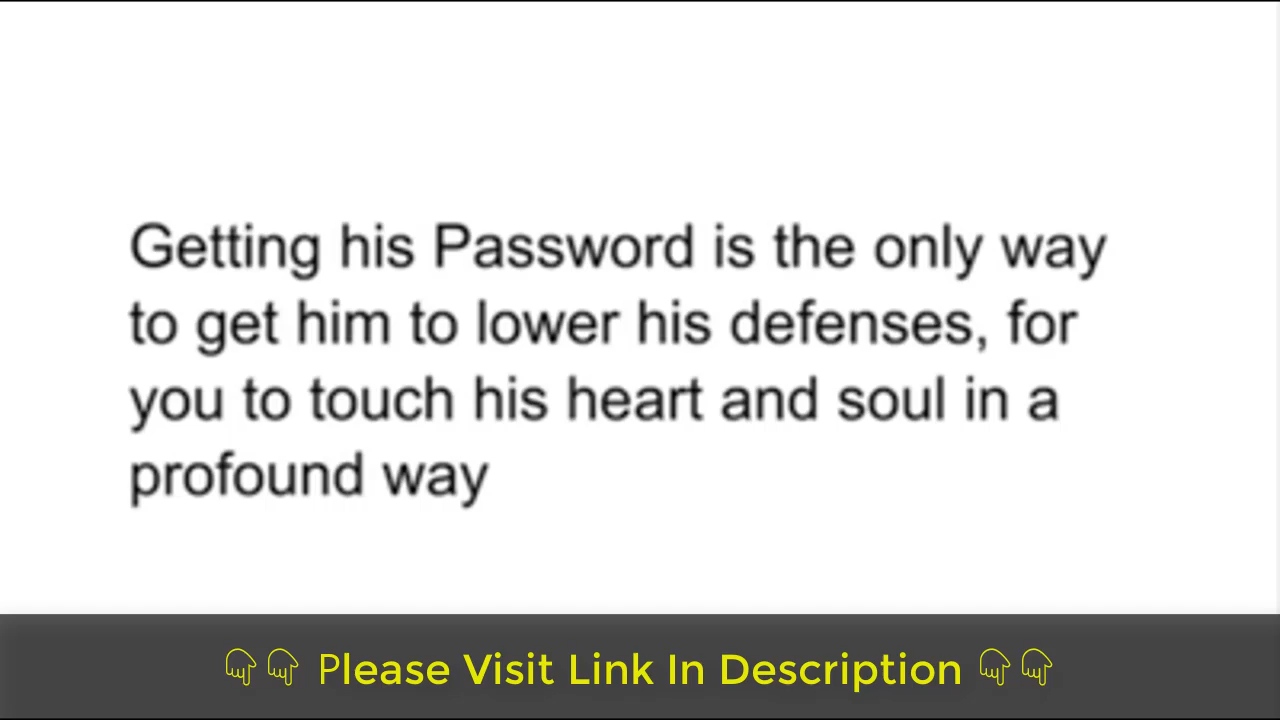 Getting his Password is the only way
to get him to lower his defenses, for
you to touch his heart and soul in a
profound way
👇👇 Please Visit Link In Description 👇👇